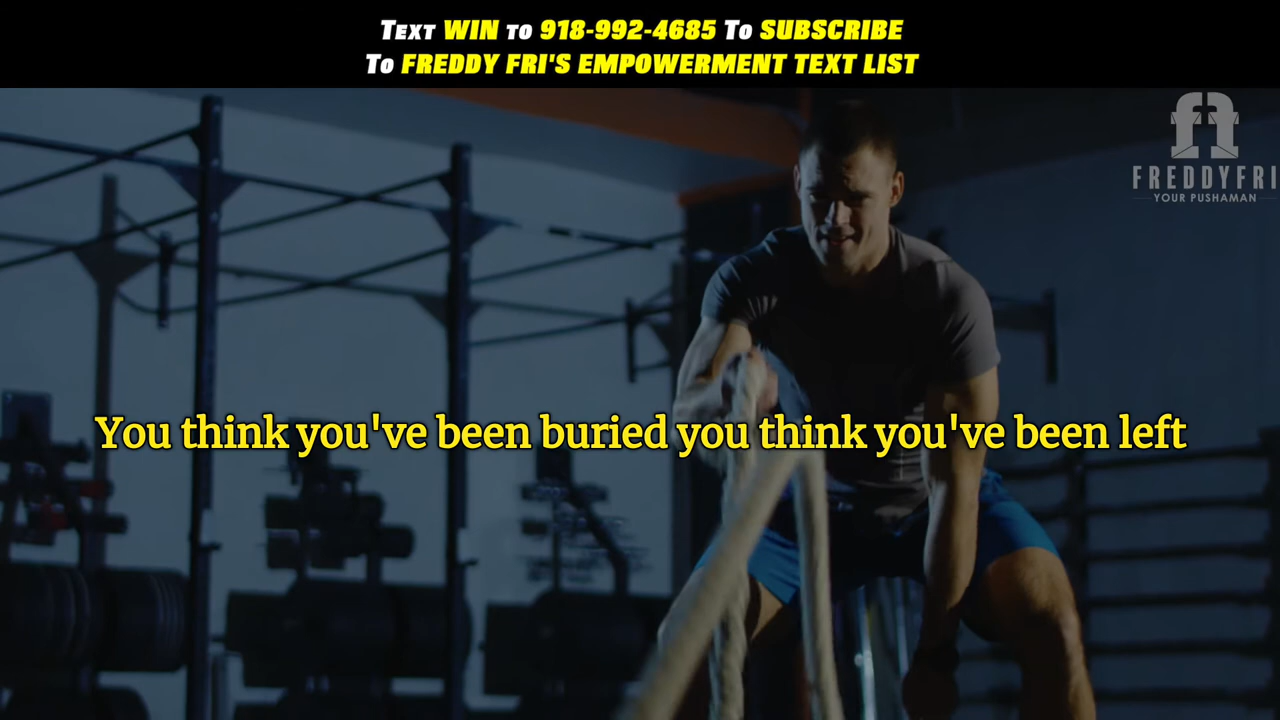 TEXT WIN TO 918-992-4685 TO SUBSCRIBE
TO FREDDY FRI'S EMPOWERMENT TEXT LIST
FREDDYFRI
YOUR PUSHAMAN
You think you've been buried you think you've been left